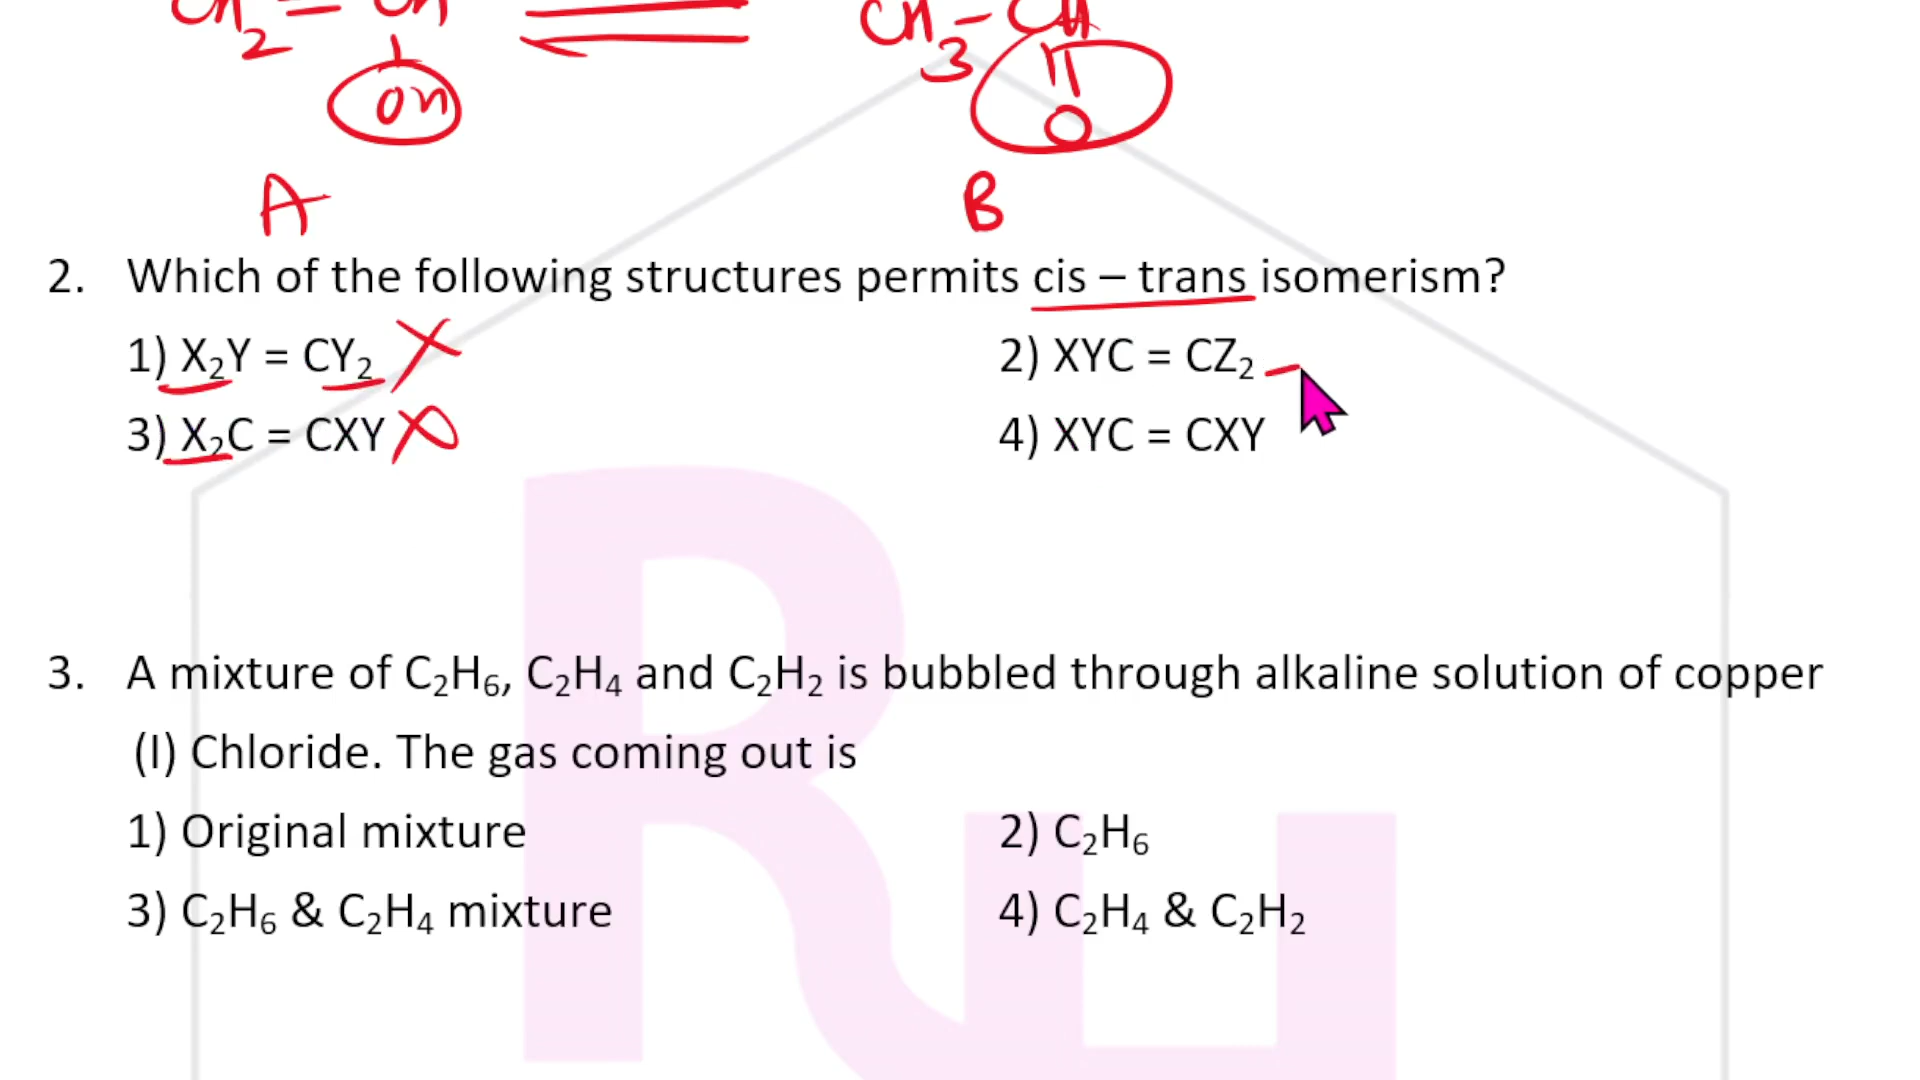 CH₂ = CH ⇌ CH₃ – CH
OH O
A B
2. Which of the following structures permits cis – trans isomerism?
1) X₂Y = CY₂ 2) XYC = CZ₂
3) X₂C = CXY 4) XYC = CXY
3. A mixture of C₂H₆, C₂H₄ and C₂H₂ is bubbled through alkaline solution of copper
(I) Chloride. The gas coming out is
1) Original mixture 2) C₂H₆
3) C₂H₆ & C₂H₄ mixture 4) C₂H₄ & C₂H₂